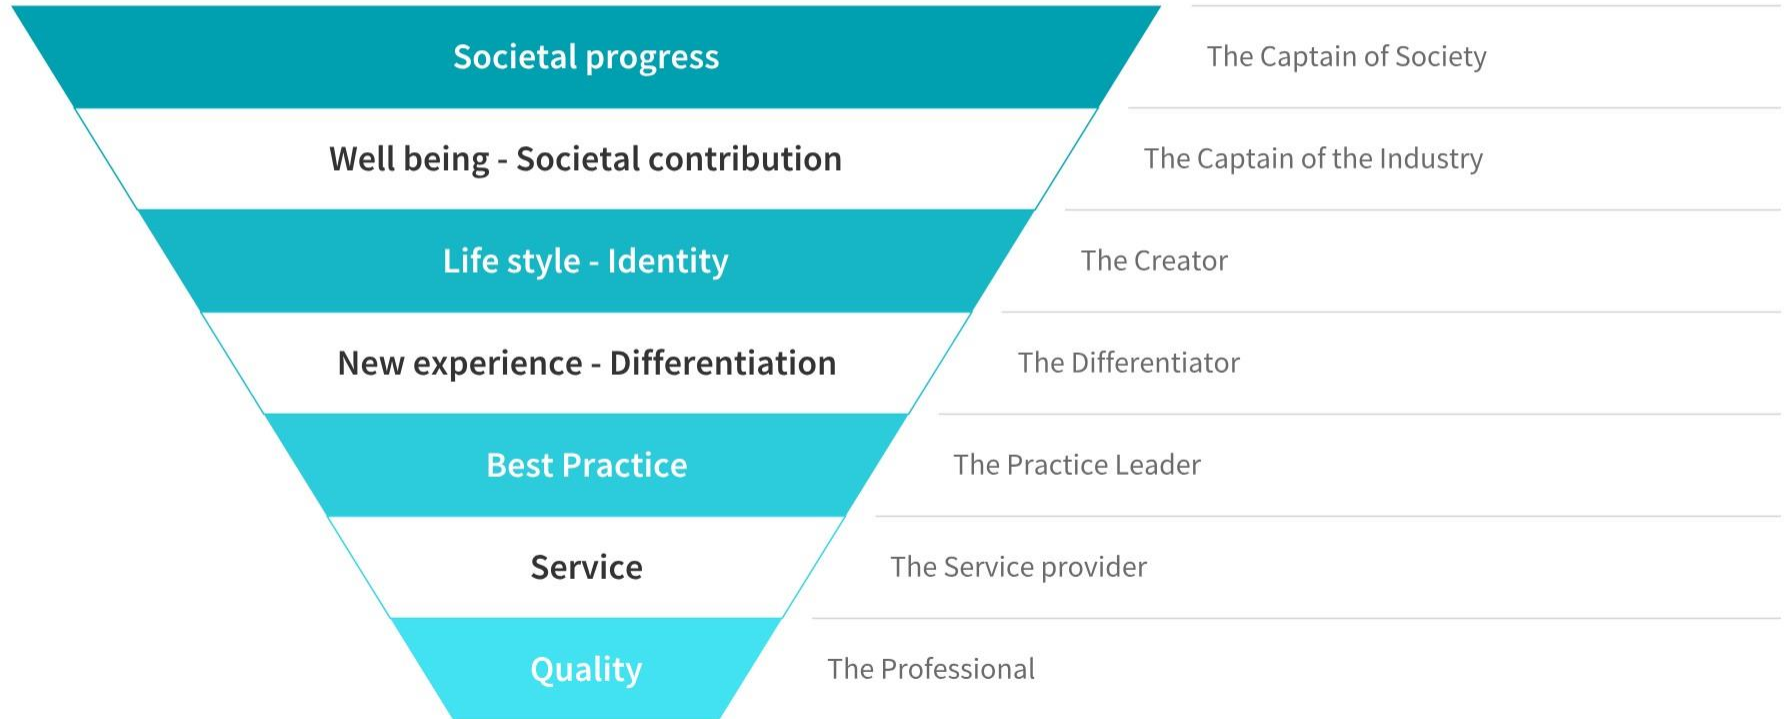 Societal progress
The Captain of Society
Well being - Societal contribution
The Captain of the Industry
Life style - Identity
The Creator
New experience - Differentiation
The Differentiator
Best Practice
The Practice Leader
Service
The Service provider
Quality
The Professional